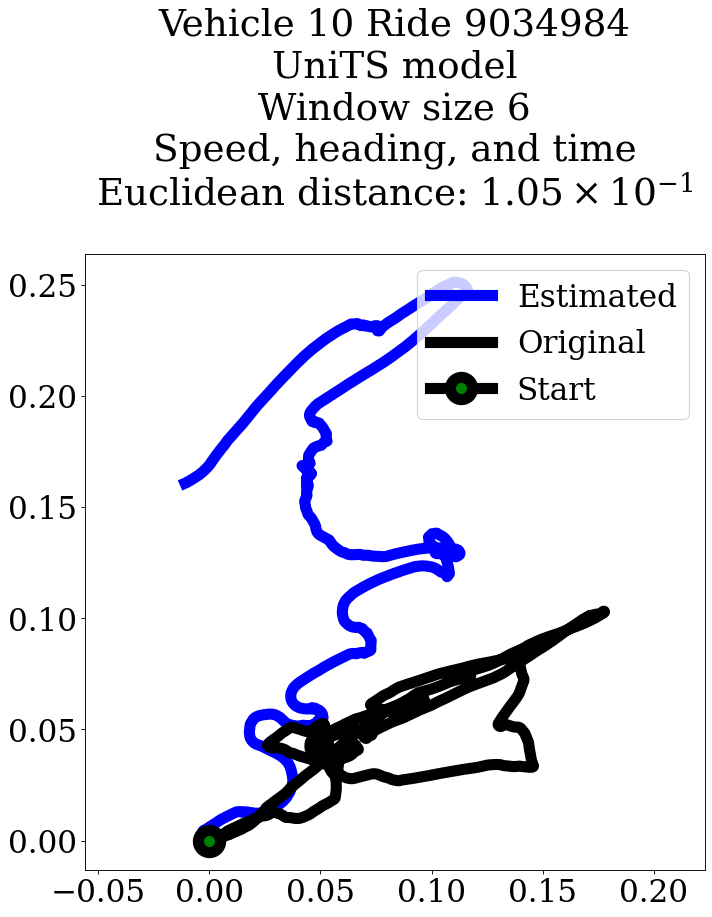 Vehicle 10 Ride 9034984
UniTS model
Window size 6
Speed, heading, and time
Euclidean distance: 1.05 × 10⁻¹
0.25
0.20
0.15
0.10
0.05
0.00
Estimated
Original
Start
−0.05 0.00 0.05 0.10 0.15 0.20